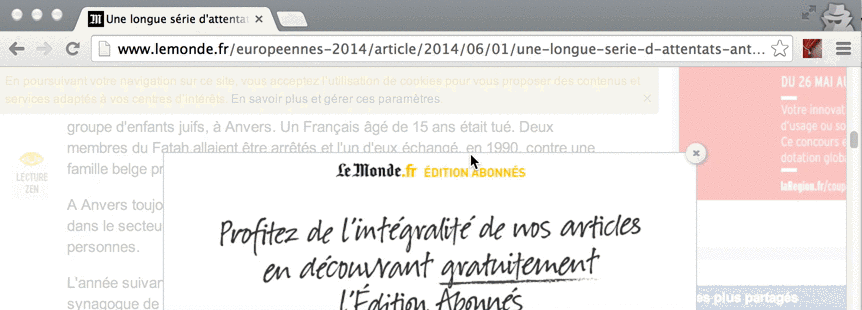 Une longue série d'attentat
www.lemonde.fr/europeennes-2014/article/2014/06/01/une-longue-serie-d-attentats-ant...
En poursuivant votre navigation sur ce site, vous acceptez l'utilisation de cookies pour vous proposer des contenus et
services adaptés à vos centres d'intérêt. En savoir plus et gérer ces paramètres
groupe d'enfants juifs, à Anvers. Un Français âgé de 15 ans était tué. Deux
membres du Fatah allaient être arrêtés et l'un d'eux échangé, en 1990, contre une
famille belge pr
LECTURE
ZEN
A Anvers toujo
dans le secteu
personnes.
L'année suivan
synagogue de
Le Monde.fr ÉDITION ABONNÉS
Profitez de l'intégralité de nos articles
en découvrant gratuitement
l'Édition Abonnés
DU 26 MAI AU
Votre innovat
d'usage ou so
Ce concours e
dotation globa
laRegion.fr/coup
es plus partagés